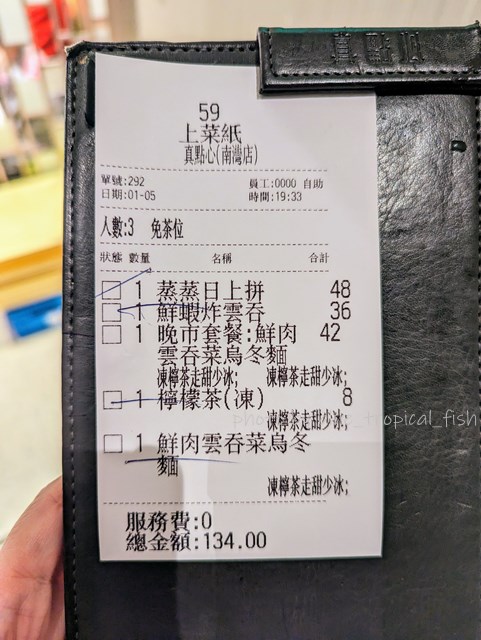 真點心
59
上菜紙
真點心(南灣店)
單號:292 員工:0000 自助
日期:01-05 時間:19:33
人數:3 免茶位
狀態 數量 名稱 合計
1 蒸蒸日上拼 48
1 鮮蝦炸雲吞 36
1 晚市套餐:鮮肉 42
雲吞菜烏冬麵
凍檸茶走甜少冰; 凍檸茶走甜少冰;
1 檸檬茶(凍) 8
凍檸茶走甜少冰;
1 鮮肉雲吞菜烏冬
麵
凍檸茶走甜少冰;
服務費:0
總金額:134.00
tropical_fish